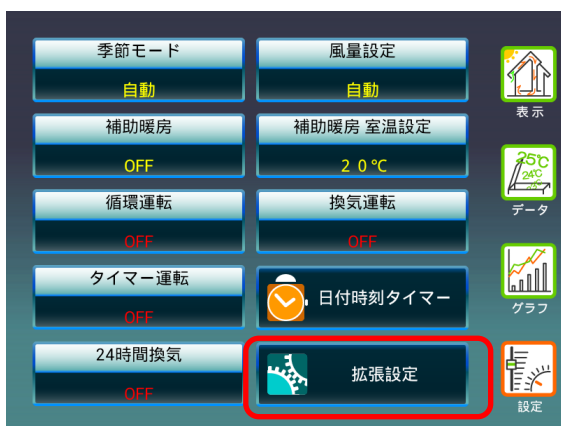 季節モード
自動
風量設定
自動
表示
補助暖房
OFF
補助暖房 室温設定
20℃
25℃
24℃
データ
循環運転
OFF
換気運転
OFF
タイマー運転
OFF
日付時刻タイマー
グラフ
24時間換気
OFF
拡張設定
設定